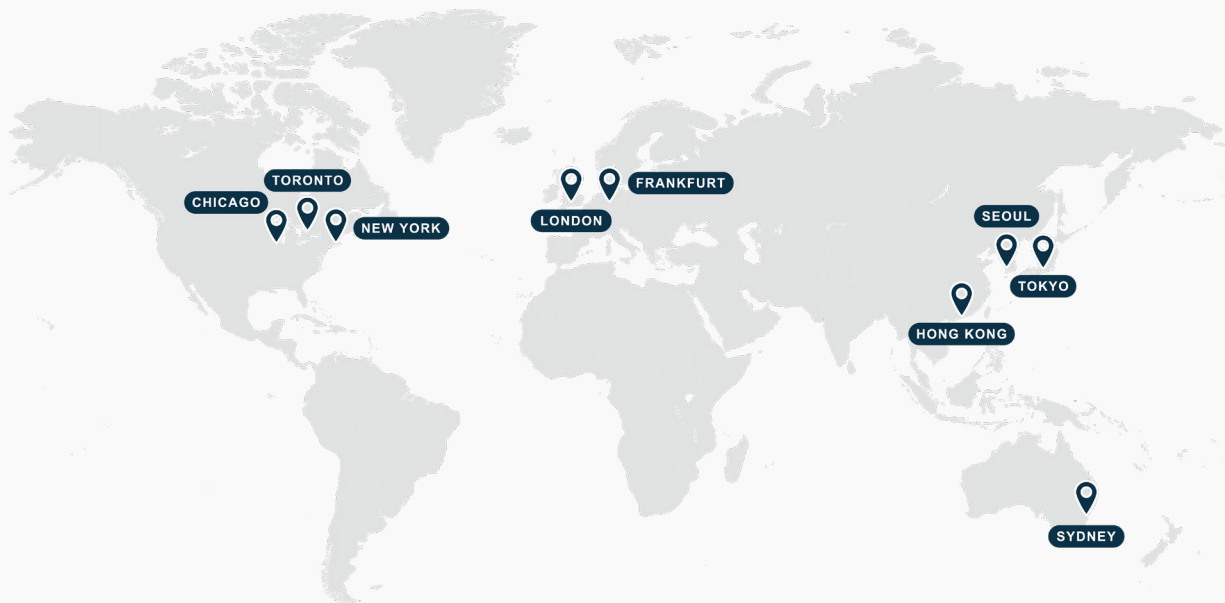 TORONTO
CHICAGO
NEW YORK
FRANKFURT
LONDON
SEOUL
TOKYO
HONG KONG
SYDNEY